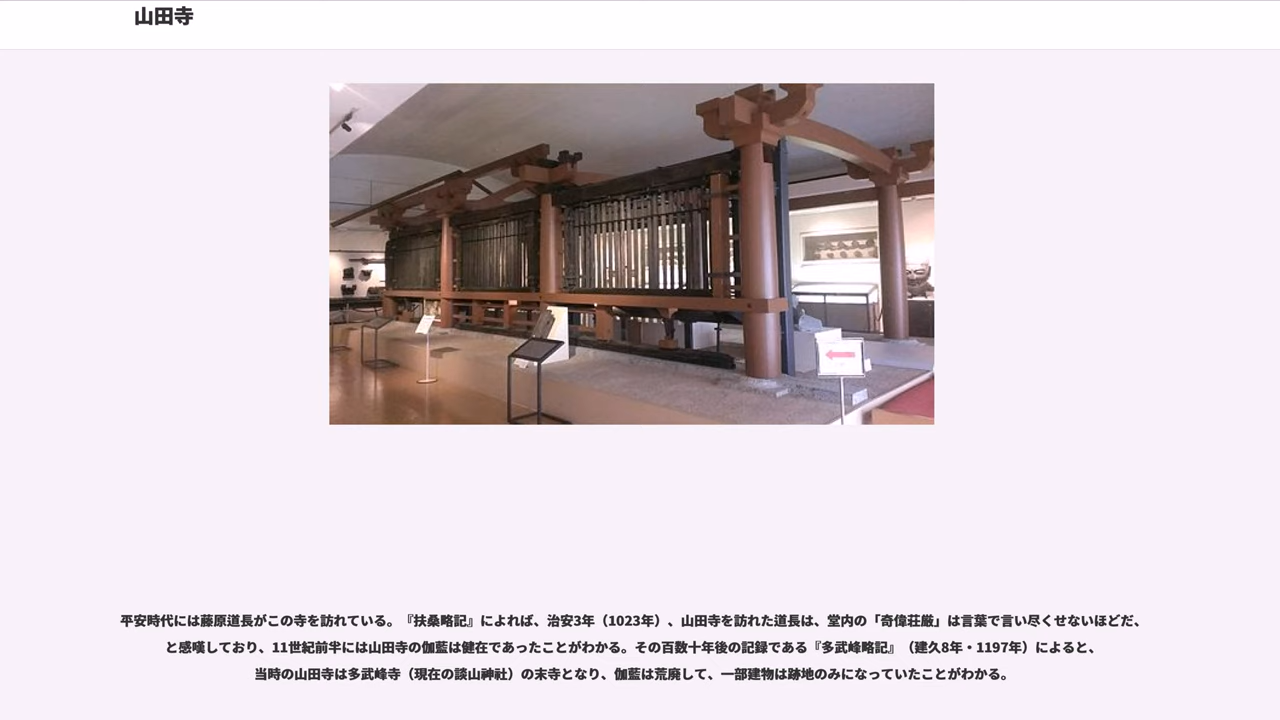 山田寺
平安時代には藤原道長がこの寺を訪れている。『扶桑略記』によれば、治安3年（1023年）、山田寺を訪れた道長は、堂内の「奇偉荘厳」は言葉で言い尽くせないほどだ、
と感嘆しており、11世紀前半には山田寺の伽藍は健在であったことがわかる。その百数十年後の記録である『多武峰略記』（建久8年・1197年）によると、
当時の山田寺は多武峰寺（現在の談山神社）の末寺となり、伽藍は荒廃して、一部建物は跡地のみになっていたことがわかる。